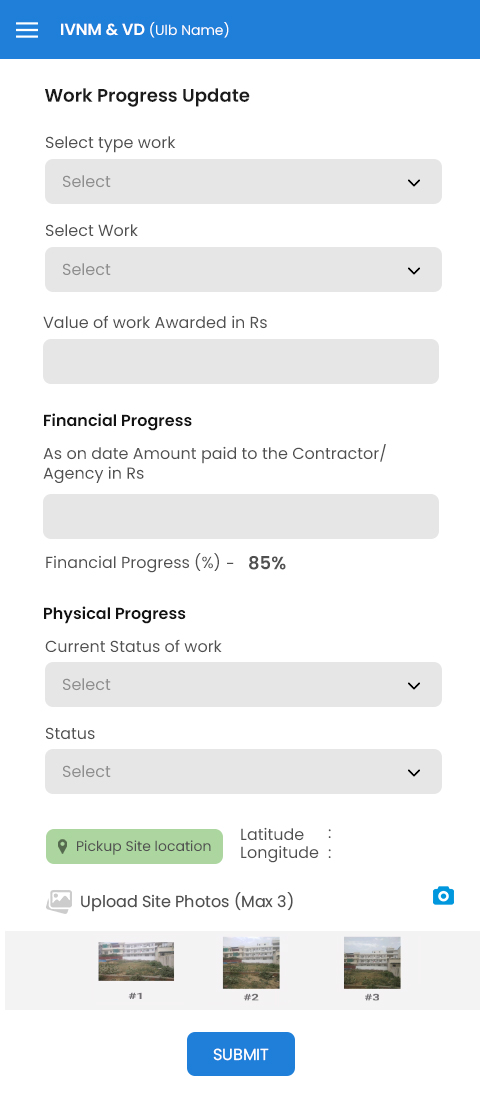 IVNM & VD (Ulb Name)
Work Progress Update
Select type work
Select
Select Work
Select
Value of work Awarded in Rs
Financial Progress
As on date Amount paid to the Contractor/
Agency in Rs
Financial Progress (%) - 85%
Physical Progress
Current Status of work
Select
Status
Select
Pickup Site location
Latitude :
Longitude :
Upload Site Photos (Max 3)
#1 #2 #3
SUBMIT